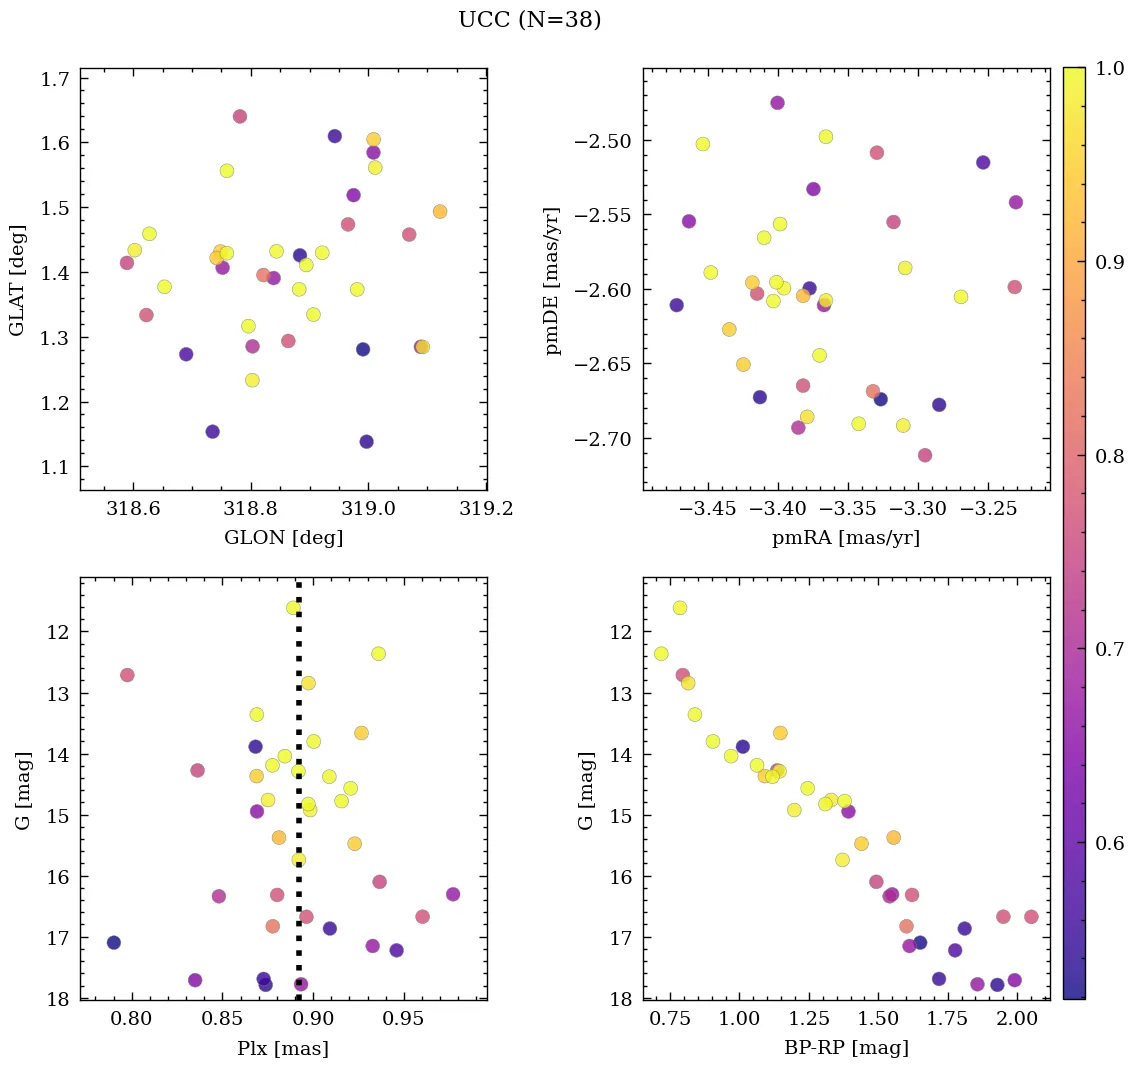 UCC (N=38)
1.7
1.6
1.5
1.4
1.3
1.2
1.1
GLAT [deg]
318.6 318.8 319.0 319.2
GLON [deg]
−2.50
−2.55
−2.60
−2.65
−2.70
pmDE [mas/yr]
−3.45 −3.40 −3.35 −3.30 −3.25
pmRA [mas/yr]
12
13
14
15
16
17
18
G [mag]
0.80 0.85 0.90 0.95
Plx [mas]
12
13
14
15
16
17
18
G [mag]
0.75 1.00 1.25 1.50 1.75 2.00
BP-RP [mag]
1.0
0.9
0.8
0.7
0.6